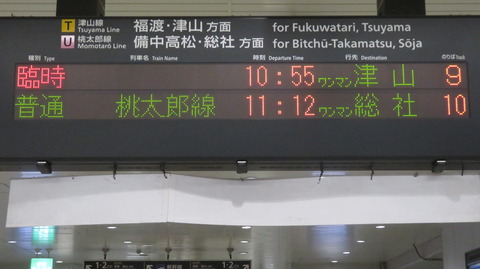 T 津山線 Tsuyama Line 福渡・津山 方面 for Fukuwatari, Tsuyama
U 桃太郎線 Momotarō Line 備中高松・総社 方面 for Bitchū-Takamatsu, Sōja
種別 Type 列車名 Train Name 時刻 Departure Time 行先 Destination のりば Track
臨時 10:55 ワンマン 津山 9
普通 桃太郎線 11:12 ワンマン 総社 10
1-2 1-2